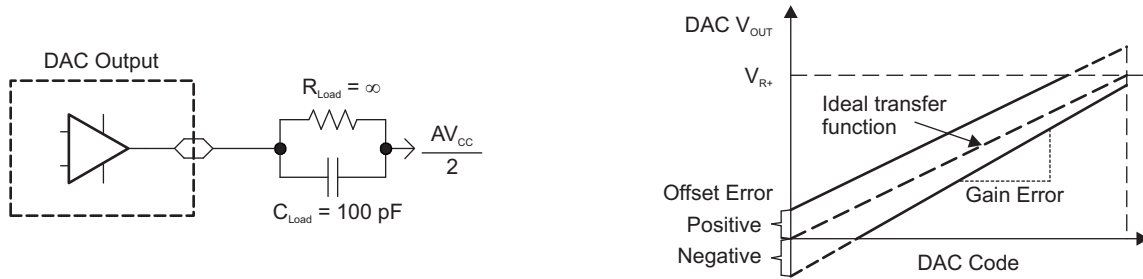 DAC Output
R_Load = ∞
C_Load = 100 pF
AV_CC
2
DAC V_OUT
V_R+
Ideal transfer
function
Offset Error
Positive
Negative
Gain Error
DAC Code